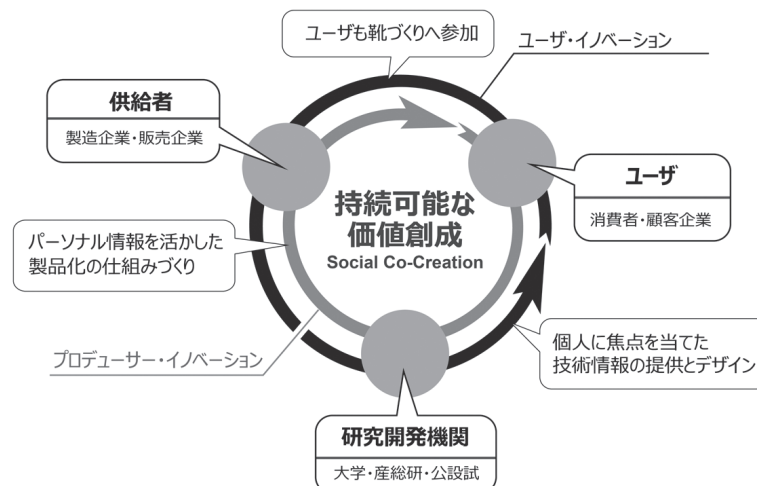 ユーザも靴づくりへ参加
ユーザ・イノベーション
供給者
製造企業・販売企業
ユーザ
消費者・顧客企業
持続可能な
価値創成
Social Co-Creation
パーソナル情報を活かした
製品化の仕組みづくり
個人に焦点を当てた
技術情報の提供とデザイン
プロデューサー・イノベーション
研究開発機関
大学・産総研・公設試